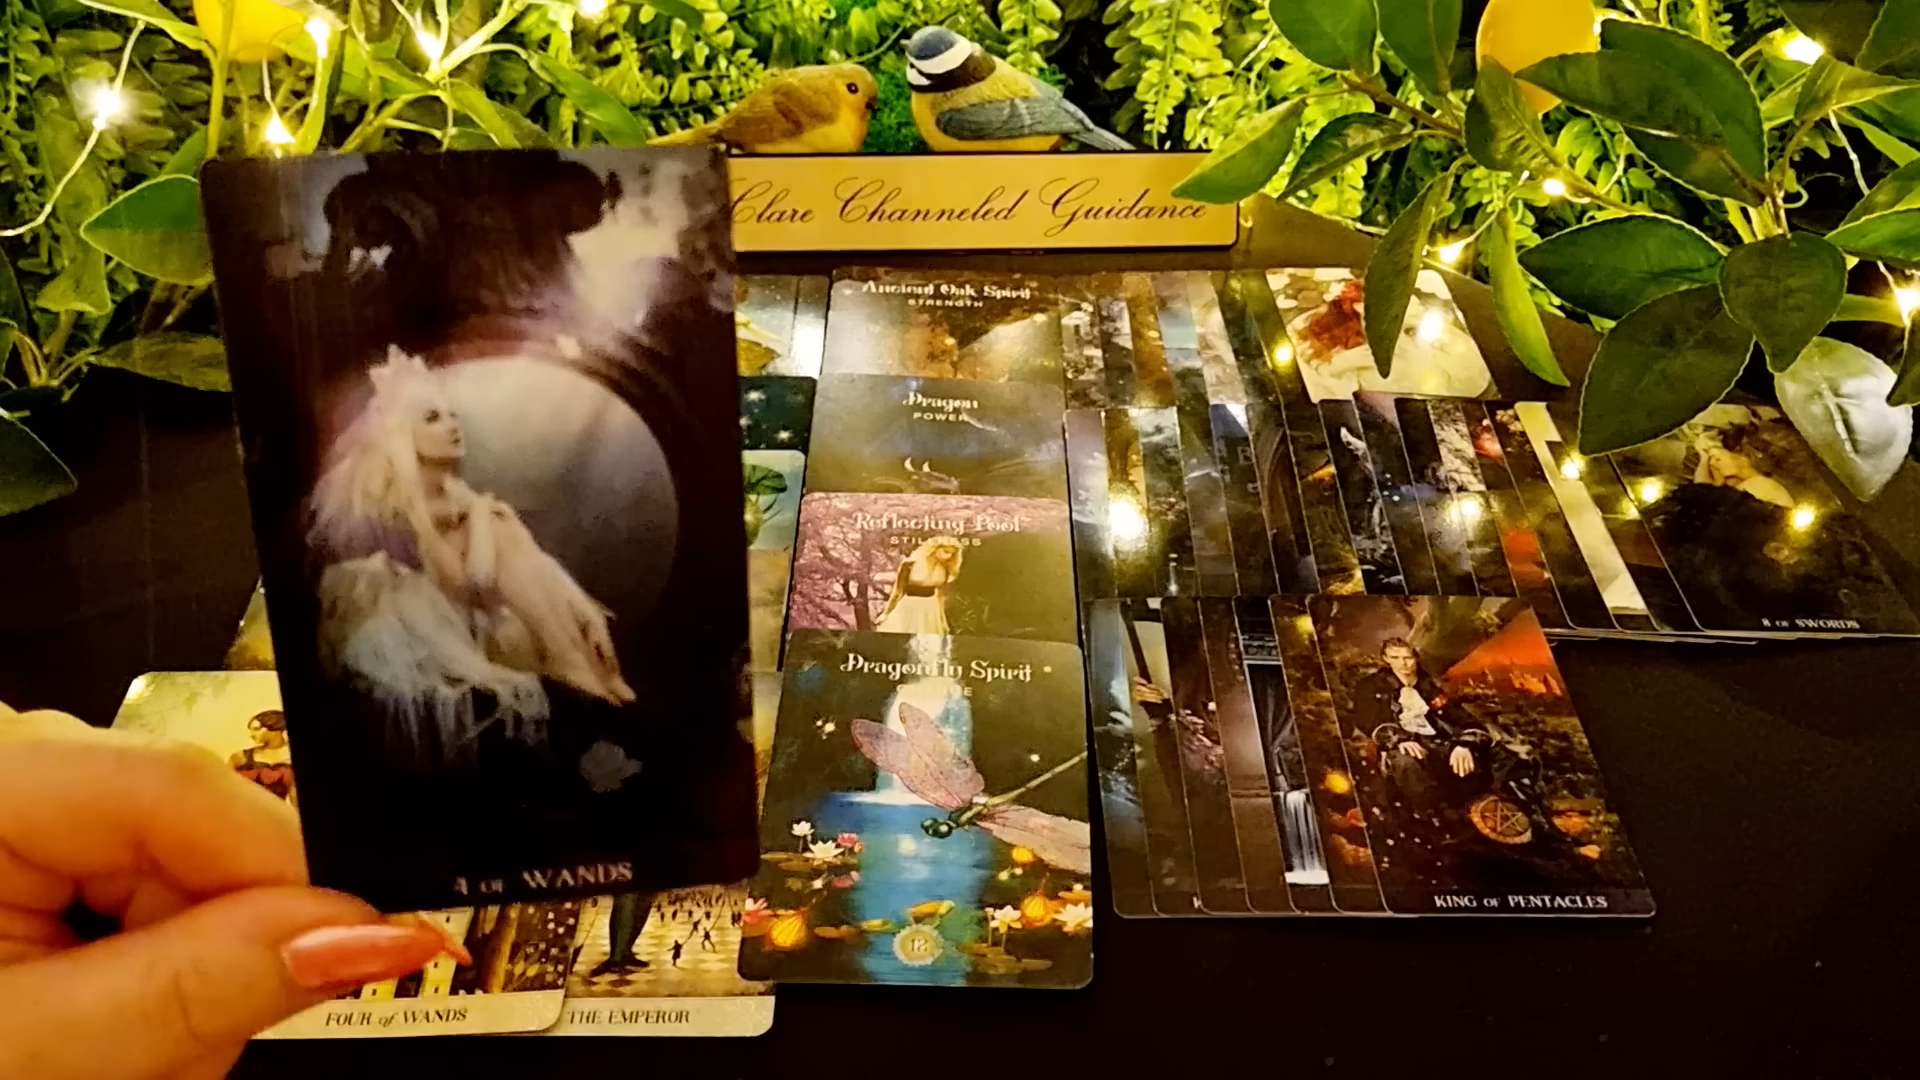 Clare Channeled Guidance
Ancient Oak Spirit
STRENGTH
Dragon
POWER
Reflecting Pool
STILLNESS
Dragonfly Spirit
12
8 OF SWORDS
KING OF PENTACLES
OF WANDS
FOUR of WANDS
THE EMPEROR